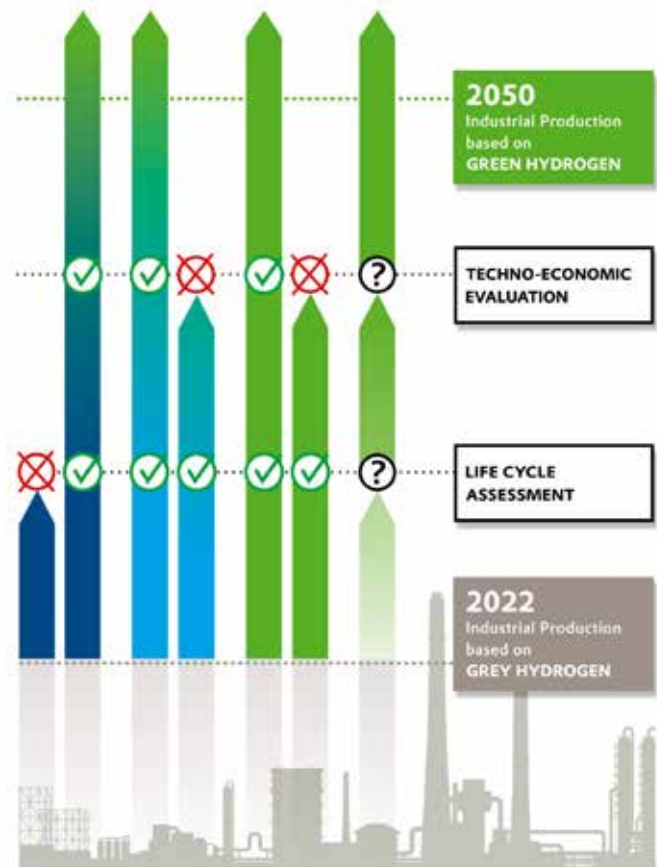 2050
Industrial Production
based on
GREEN HYDROGEN
?
TECHNO-ECONOMIC
EVALUATION
?
LIFE CYCLE
ASSESSMENT
2022
Industrial Production
based on
GREY HYDROGEN